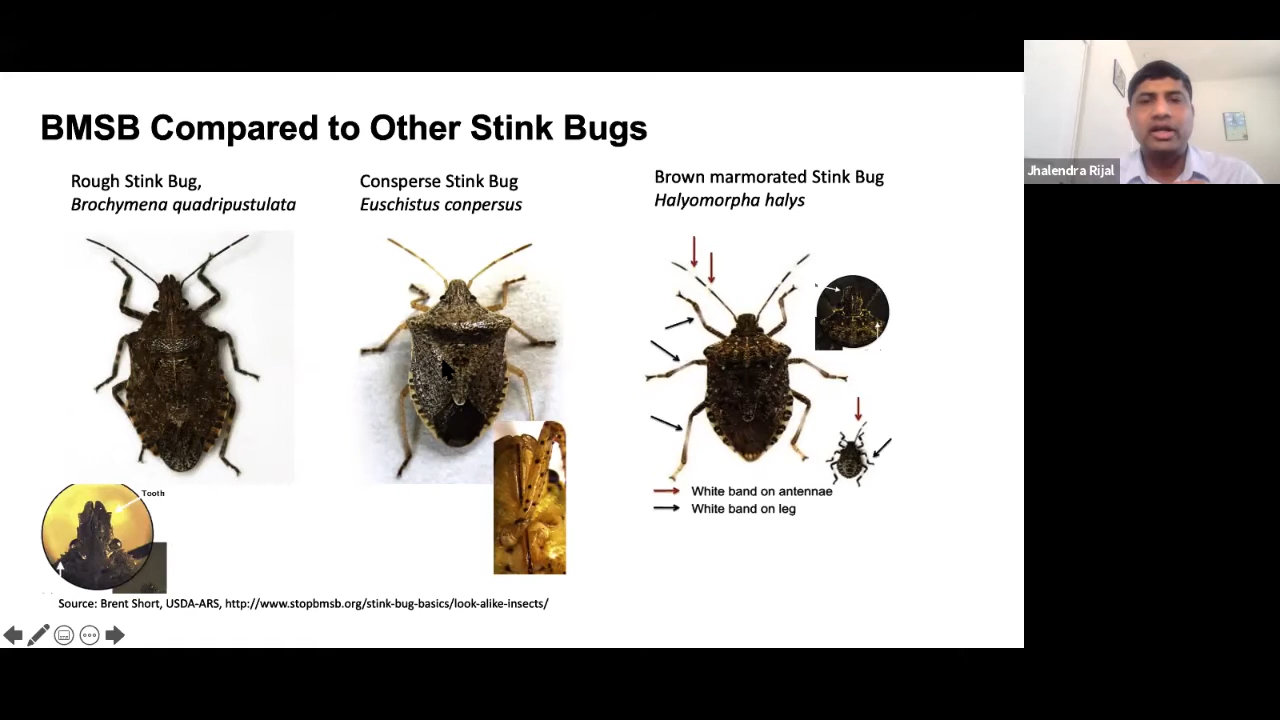 BMSB Compared to Other Stink Bugs
Rough Stink Bug,
Brochymena quadripustulata
Consperse Stink Bug
Euschistus conpersus
Brown marmorated Stink Bug
Halyomorpha halys
Tooth
White band on antennae
White band on leg
Source: Brent Short, USDA-ARS, http://www.stopbmsb.org/stink-bug-basics/look-alike-insects/
Jhalendra Rijal